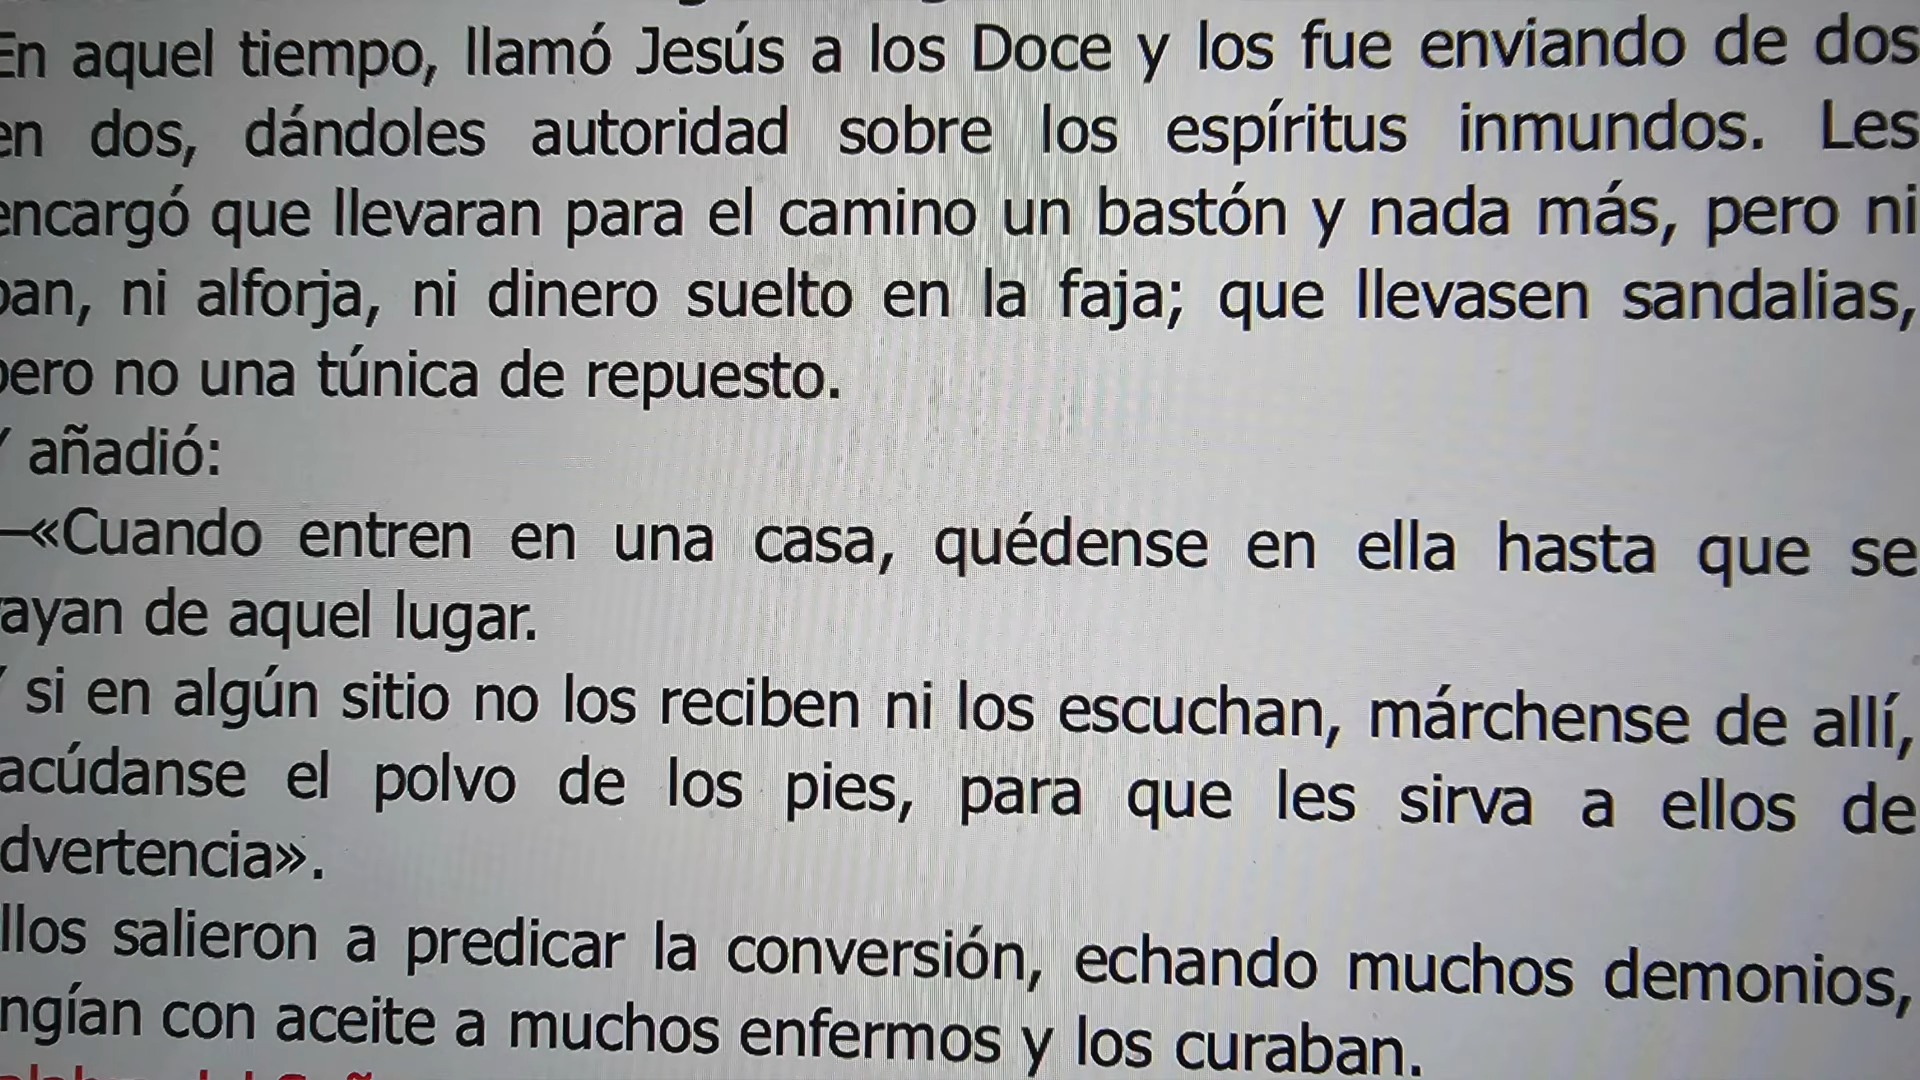 En aquel tiempo, llamó Jesús a los Doce y los fue enviando de dos
en dos, dándoles autoridad sobre los espíritus inmundos. Les
encargó que llevaran para el camino un bastón y nada más, pero ni
pan, ni alforja, ni dinero suelto en la faja; que llevasen sandalias,
pero no una túnica de repuesto.
Y añadió:
—«Cuando entren en una casa, quédense en ella hasta que se
ayan de aquel lugar.
Y si en algún sitio no los reciben ni los escuchan, márchense de allí,
acúdanse el polvo de los pies, para que les sirva a ellos de
dvertencia».
llos salieron a predicar la conversión, echando muchos demonios,
ngían con aceite a muchos enfermos y los curaban.